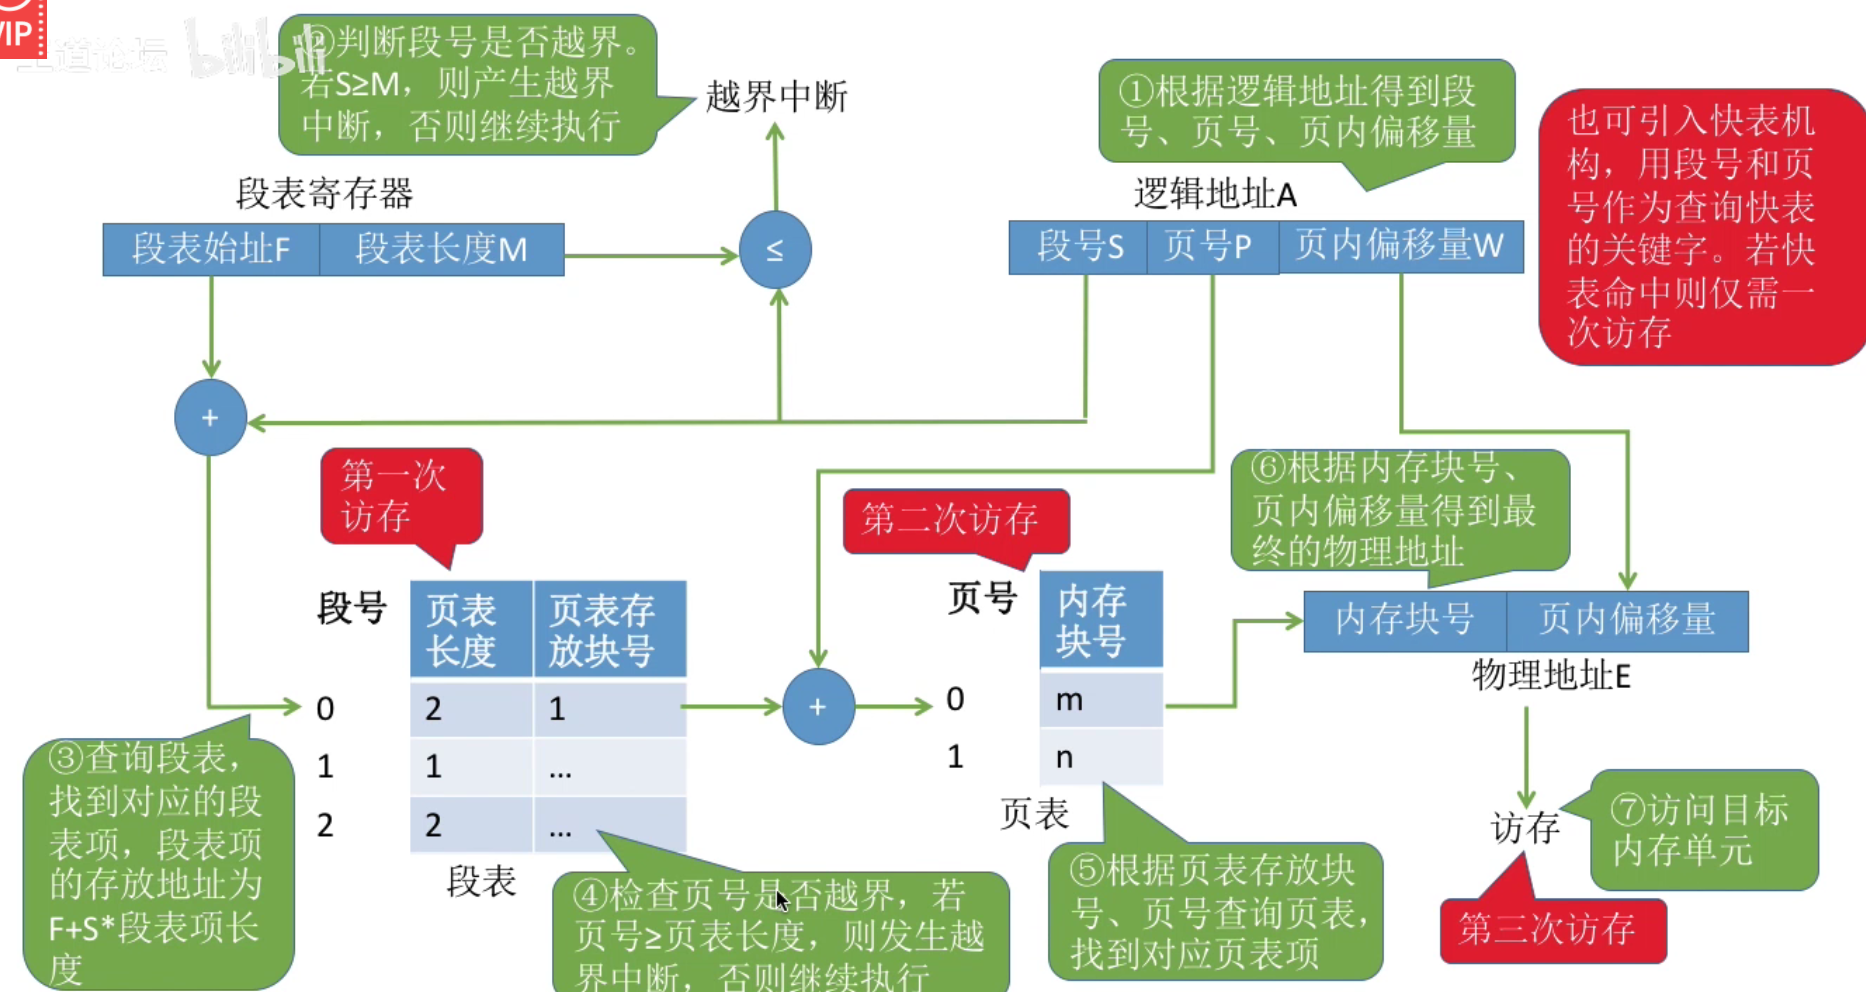 VIP
王道论坛 bilibili
②判断段号是否越界。
若S≥M，则产生越界
中断，否则继续执行
越界中断
①根据逻辑地址得到段
号、页号、页内偏移量
也可引入快表机
构，用段号和页
号作为查询快表
的关键字。若快
表命中则仅需一
次访存
段表寄存器
段表始址F 段表长度M
≤
逻辑地址A
段号S 页号P 页内偏移量W
+
第一次
访存
第二次访存
⑥根据内存块号、
页内偏移量得到最
终的物理地址
段号
页表
长度
页表存
放块号
0 2 1
1 1 ...
2 2 ...
段表
+
页号
内存
块号
0 m
1 n
页表
内存块号 页内偏移量
物理地址E
访存
③查询段表，
找到对应的段
表项，段表项
的存放地址为
F+S*段表项长
度
④检查页号是否越界，若
页号≥页表长度，则发生越
界中断，否则继续执行
⑤根据页表存放块
号、页号查询页表，
找到对应页表项
⑦访问目标
内存单元
第三次访存